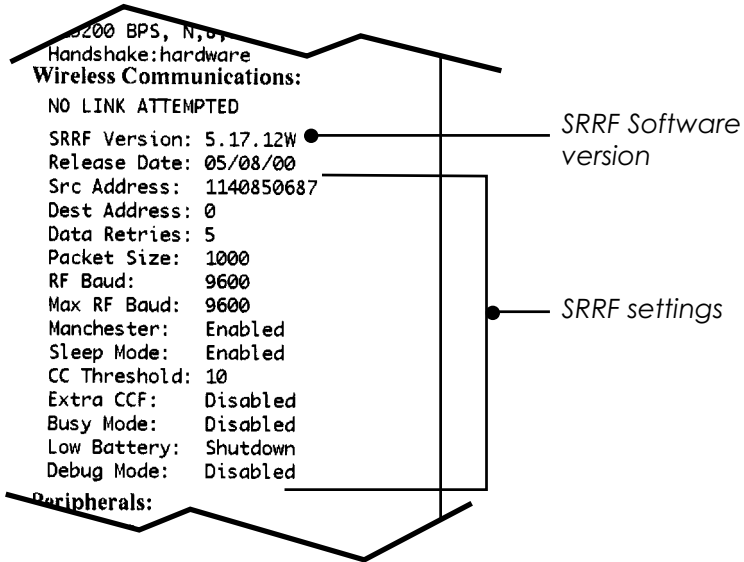 BPS, N,8,
Handshake:hardware
Wireless Communications:
NO LINK ATTEMPTED
SRRF Version: 5.17.12W
Release Date: 05/08/00
Src Address: 1140850687
Dest Address: 0
Data Retries: 5
Packet Size: 1000
RF Baud: 9600
Max RF Baud: 9600
Manchester: Enabled
Sleep Mode: Enabled
CC Threshold: 10
Extra CCF: Disabled
Busy Mode: Disabled
Low Battery: Shutdown
Debug Mode: Disabled
Peripherals:
SRRF Software
version
SRRF settings